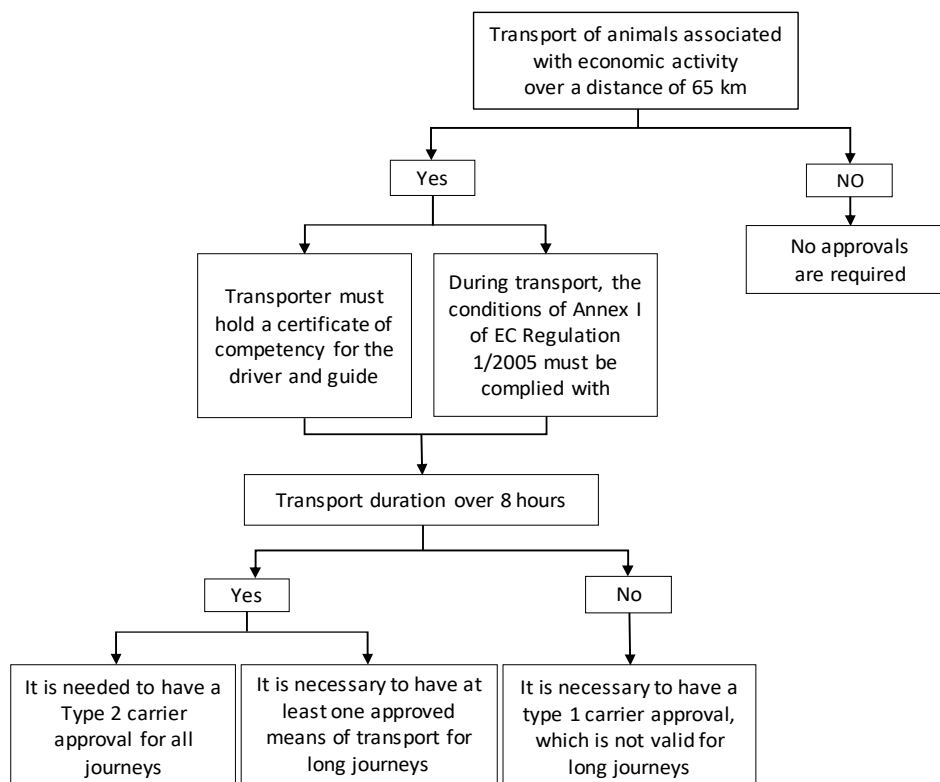 Transport of animals associated
with economic activity
over a distance of 65 km
Yes
NO
No approvals
are required
Transporter must
hold a certificate of
competency for the
driver and guide
During transport, the
conditions of Annex I
of EC Regulation
1/2005 must be
complied with
Transport duration over 8 hours
Yes
No
It is needed to have a
Type 2 carrier
approval for all
journeys
It is necessary to have at
least one approved
means of transport for
long journeys
It is necessary to have a
type 1 carrier approval,
which is not valid for
long journeys